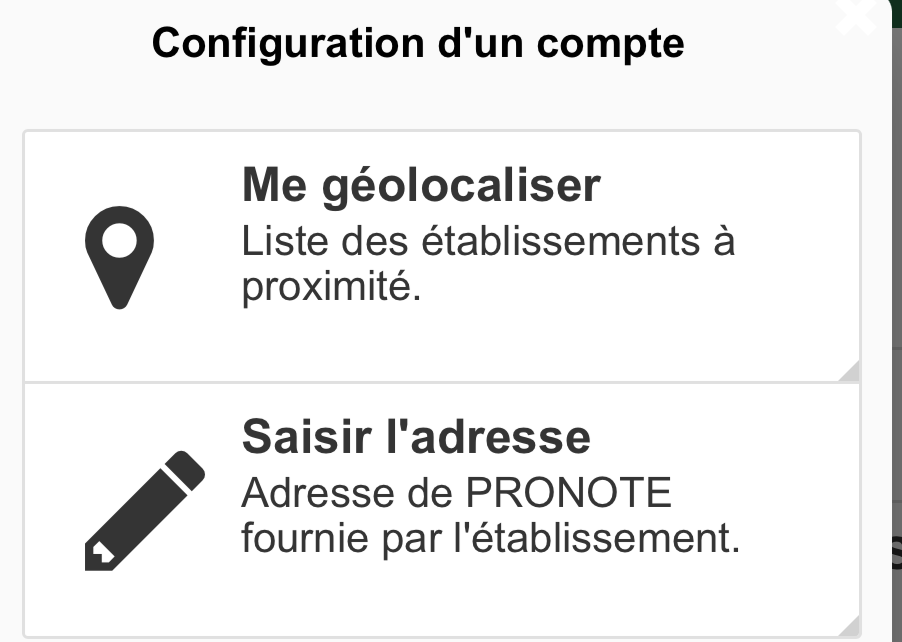 Configuration d'un compte
Me géolocaliser
Liste des établissements à
proximité.
Saisir l'adresse
Adresse de PRONOTE
fournie par l'établissement.